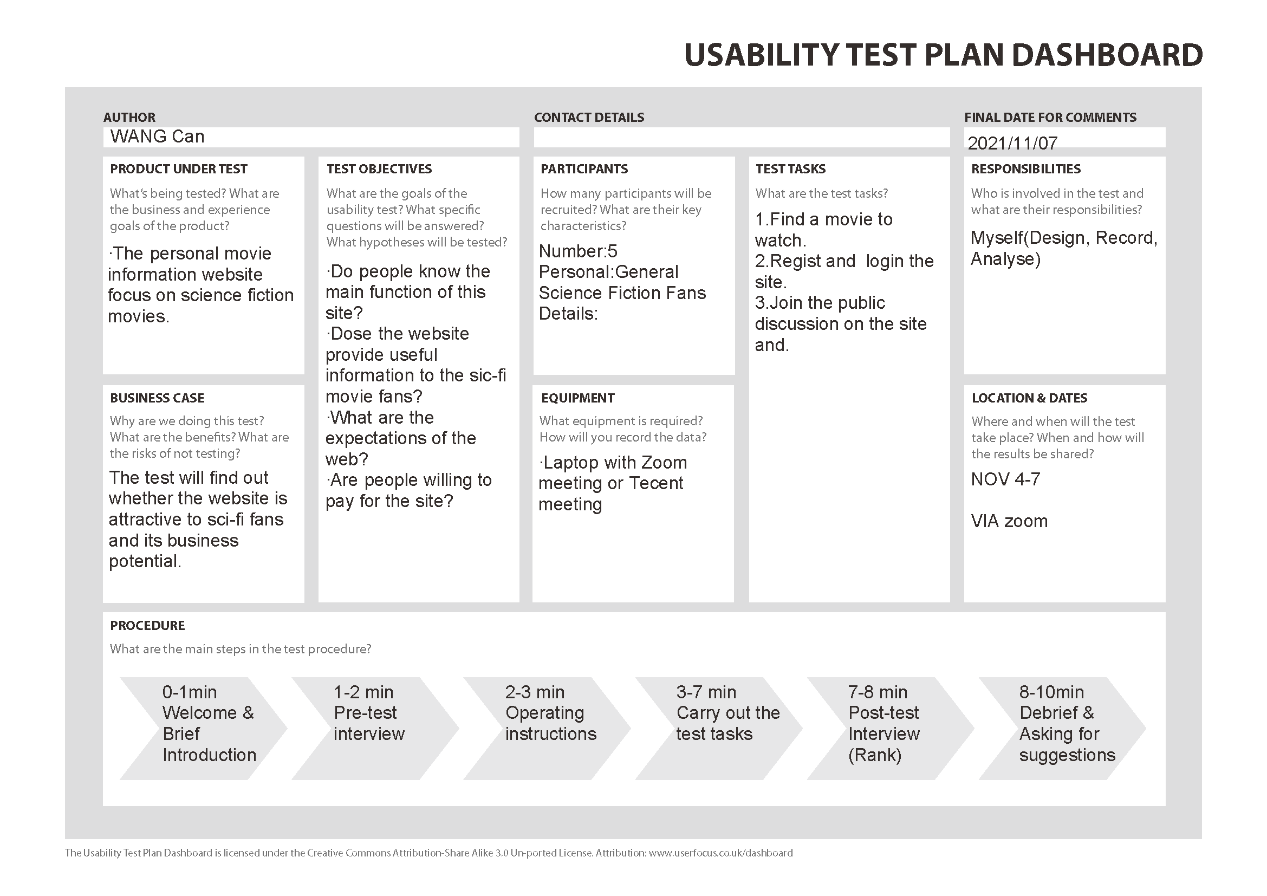 USABILITY TEST PLAN DASHBOARD
AUTHOR
WANG Can
CONTACT DETAILS
FINAL DATE FOR COMMENTS
2021/11/07
PRODUCT UNDER TEST
What's being tested? What are
the business and experience
goals of the product?
·The personal movie
information website
focus on science fiction
movies.
BUSINESS CASE
Why are we doing this test?
What are the benefits? What are
the risks of not testing?
The test will find out
whether the website is
attractive to sci-fi fans
and its business
potential.
TEST OBJECTIVES
What are the goals of the
usability test? What specific
questions will be answered?
What hypotheses will be tested?
·Do people know the
main function of this
site?
·Dose the website
provide useful
information to the sic-fi
movie fans?
·What are the
expectations of the
web?
·Are people willing to
pay for the site?
PARTICIPANTS
How many participants will be
recruited? What are their key
characteristics?
Number:5
Personal:General
Science Fiction Fans
Details:
EQUIPMENT
What equipment is required?
How will you record the data?
·Laptop with Zoom
meeting or Tecent
meeting
TEST TASKS
What are the test tasks?
1.Find a movie to
watch.
2.Regist and login the
site.
3.Join the public
discussion on the site
and.
RESPONSIBILITIES
Who is involved in the test and
what are their responsibilities?
Myself(Design, Record,
Analyse)
LOCATION & DATES
Where and when will the test
take place? When and how will
the results be shared?
NOV 4-7
VIA zoom
PROCEDURE
What are the main steps in the test procedure?
0-1min
Welcome &
Brief
Introduction
1-2 min
Pre-test
interview
2-3 min
Operating
instructions
3-7 min
Carry out the
test tasks
7-8 min
Post-test
Interview
(Rank)
8-10min
Debrief &
Asking for
suggestions
The Usability Test Plan Dashboard is licensed under the Creative Commons Attribution-Share Alike 3.0 Un-ported License. Attribution: www.userfocus.co.uk/dashboard